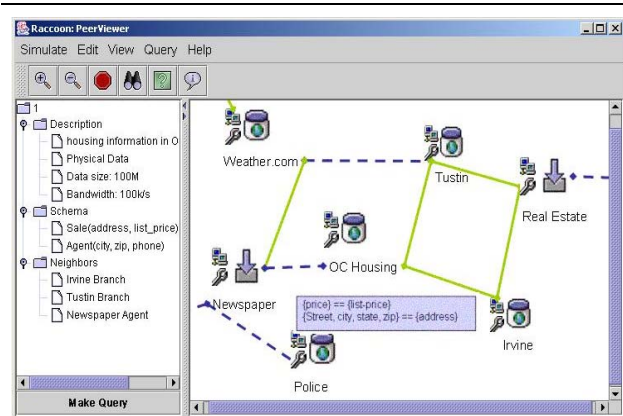 Raccoon: PeerViewer
Simulate Edit View Query Help
1
Description
housing information in O
Physical Data
Data size: 100M
Bandwidth: 100k/s
Schema
Sale(address, list_price)
Agent(city, zip, phone)
Neighbors
Irvine Branch
Tustin Branch
Newspaper Agent
Make Query
Weather.com
Tustin
Real Estate
OC Housing
Newspaper
{price} == {list-price}
{Street, city, state, zip} == {address}
Irvine
Police